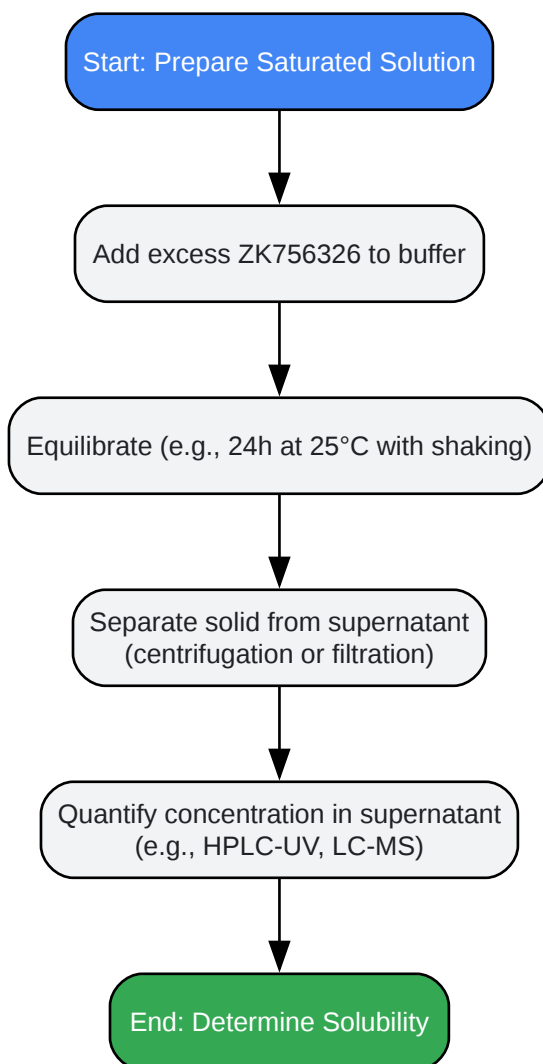 Start: Prepare Saturated Solution
Add excess ZK756326 to buffer
Equilibrate (e.g., 24h at 25°C with shaking)
Separate solid from supernatant
(centrifugation or filtration)
Quantify concentration in supernatant
(e.g., HPLC-UV, LC-MS)
End: Determine Solubility